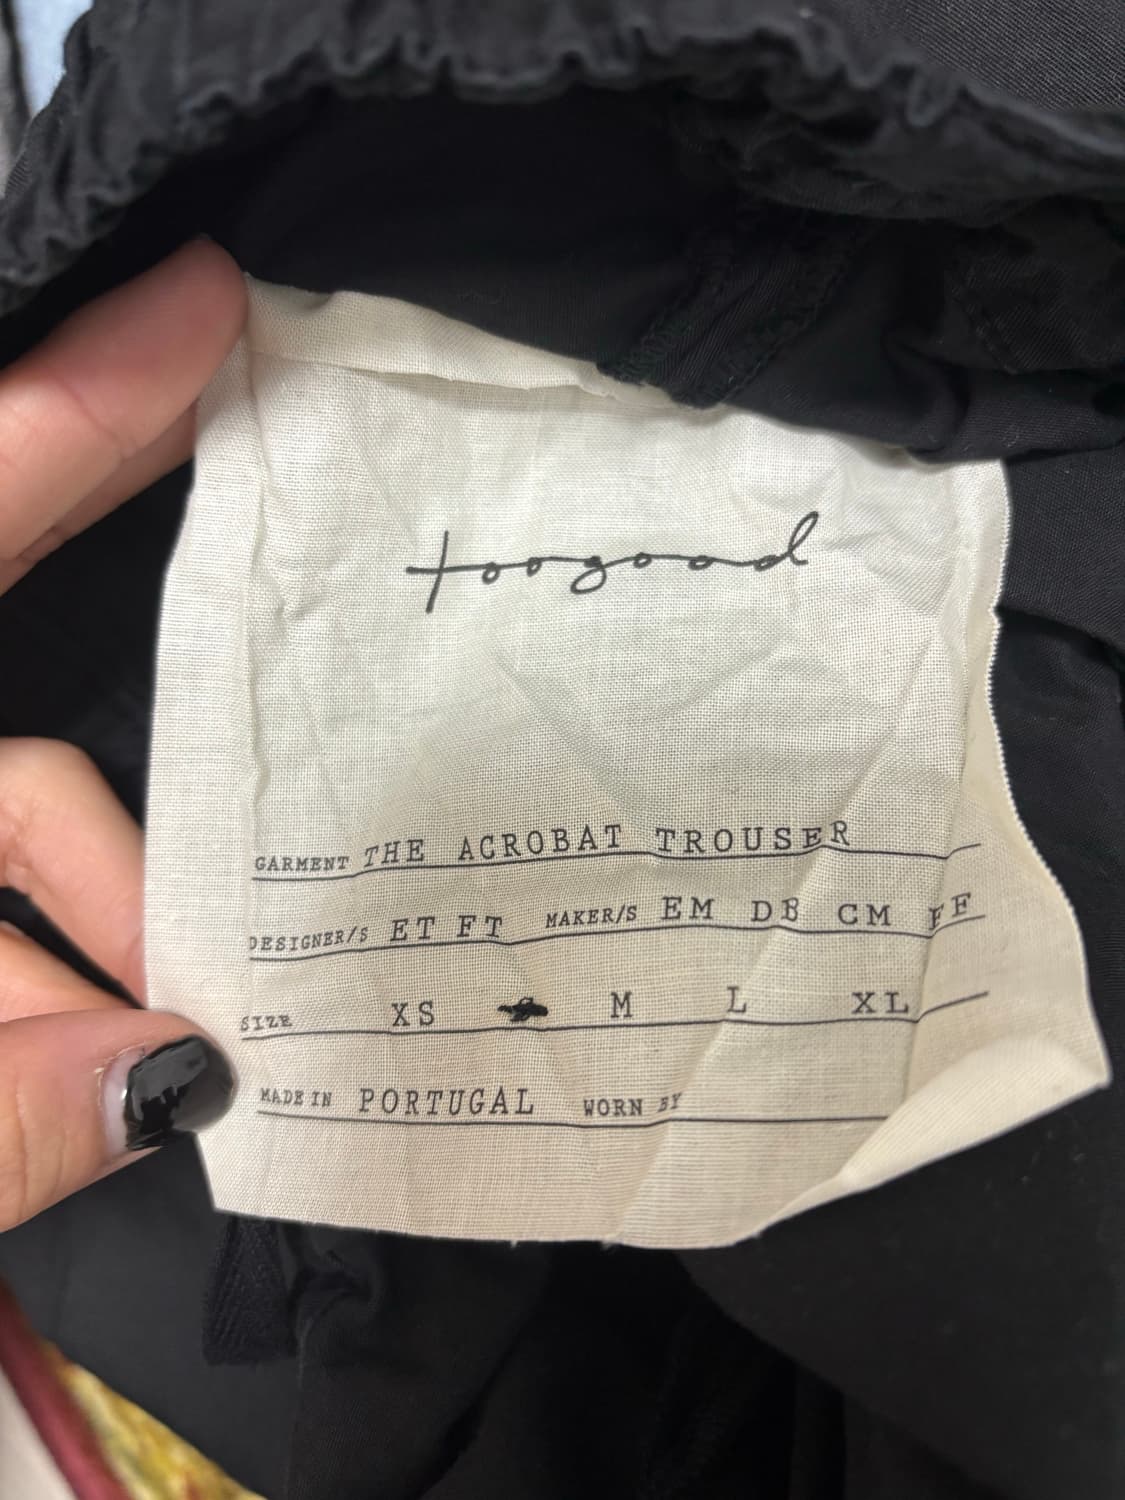 toogood
GARMENT THE ACROBAT TROUSER
DESIGNER/S ET FT MAKER/S EM DB CM FF
SIZE XS M L XL
MADE IN PORTUGAL WORN BY